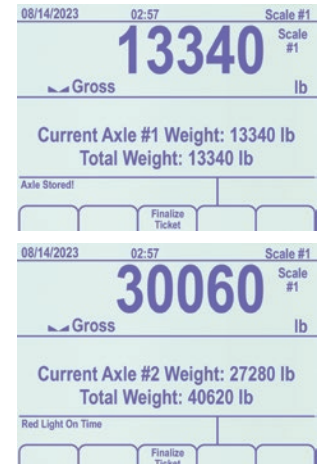 08/14/2023 02:57 Scale #1
13340 Scale
#1
Gross lb
Current Axle #1 Weight: 13340 lb
Total Weight: 13340 lb
Axle Stored!
Finalize
Ticket
08/14/2023 02:57 Scale #1
30060 Scale
#1
Gross lb
Current Axle #2 Weight: 27280 lb
Total Weight: 40620 lb
Red Light On Time
Finalize
Ticket